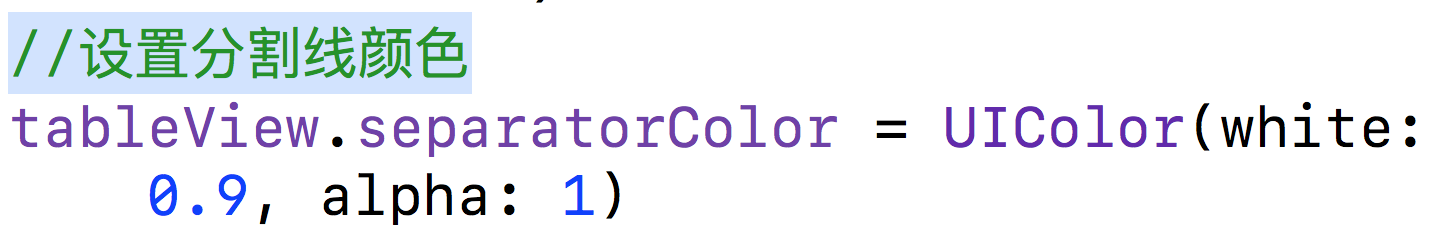 //设置分割线颜色
tableView.separatorColor = UIColor(white:
0.9, alpha: 1)